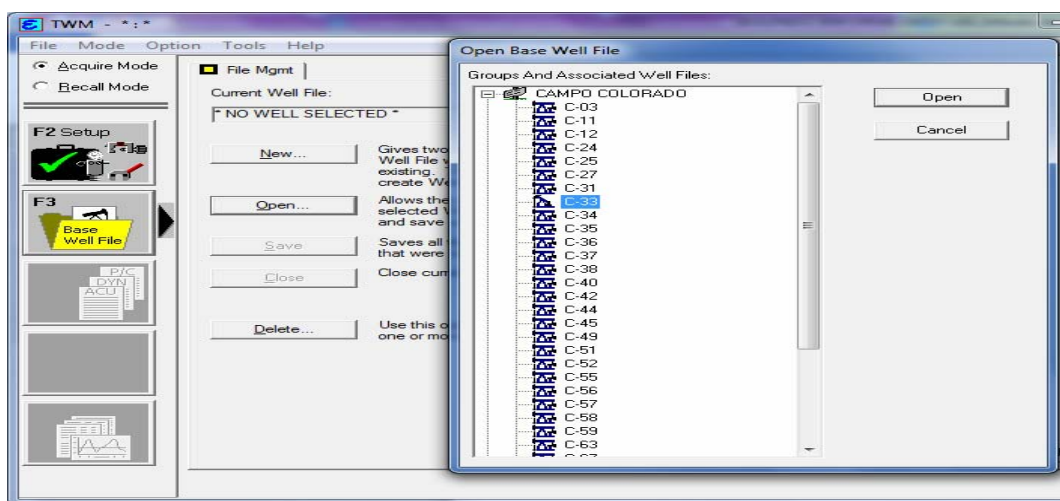 TWM - *:*
File Mode Option Tools Help
Acquire Mode
Recall Mode
F2 Setup
F3
Base
Well File
P/C
DYN
ACU
File Mgmt
Current Well File:
* NO WELL SELECTED *
New...
Gives two
Well File
existing.
create We
Open...
Allows the
selected
and save
Save
Saves all
that were
Close
Close curr
Delete...
Use this o
one or mo
Open Base Well File
Groups And Associated Well Files:
CAMPO COLORADO
C-03
C-11
C-12
C-24
C-25
C-27
C-31
C-33
C-34
C-35
C-36
C-37
C-38
C-40
C-42
C-44
C-45
C-49
C-51
C-52
C-55
C-56
C-57
C-58
C-59
C-63
Open
Cancel